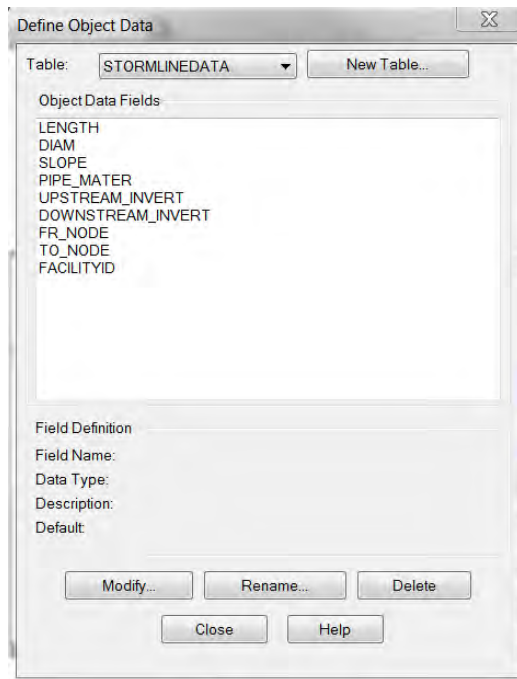 Define Object Data
Table: STORMLINEDATA New Table...
Object Data Fields
LENGTH
DIAM
SLOPE
PIPE_MATER
UPSTREAM_INVERT
DOWNSTREAM_INVERT
FR_NODE
TO_NODE
FACILITYID
Field Definition
Field Name:
Data Type:
Description:
Default:
Modify... Rename... Delete
Close Help